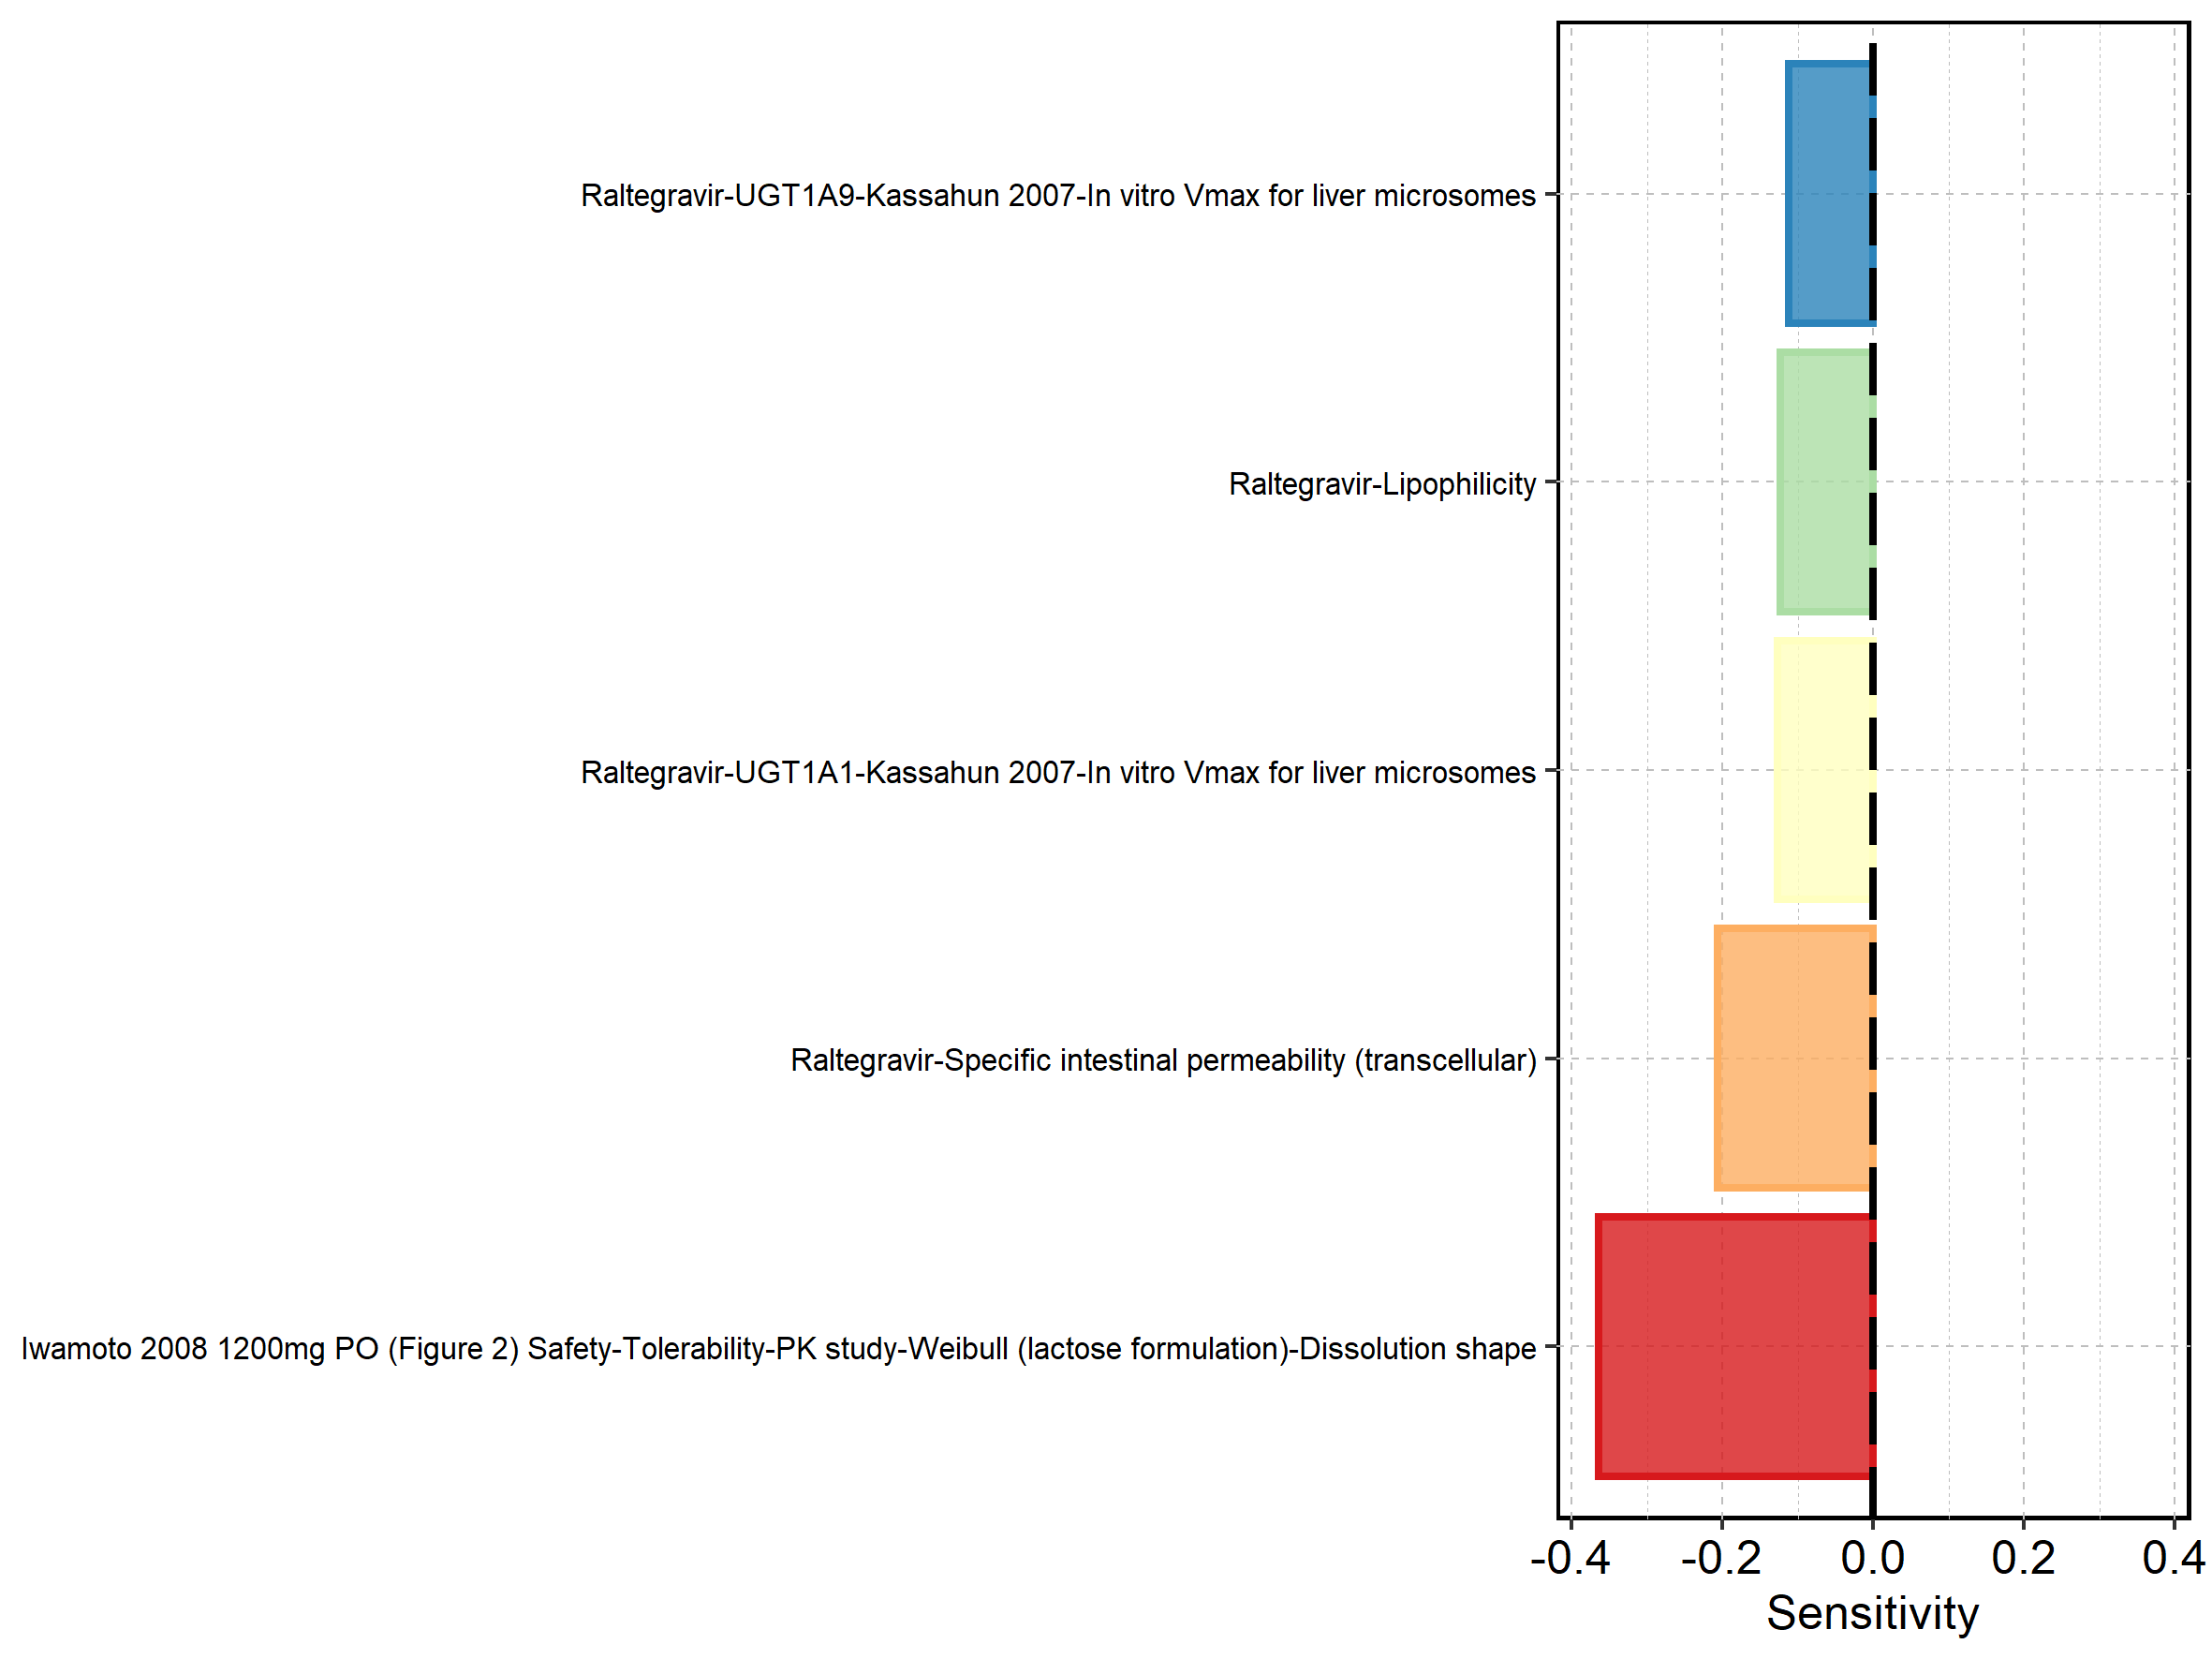 Raltegravir-UGT1A9-Kassahun 2007-In vitro Vmax for liver microsomes
Raltegravir-Lipophilicity
Raltegravir-UGT1A1-Kassahun 2007-In vitro Vmax for liver microsomes
Raltegravir-Specific intestinal permeability (transcellular)
Iwamoto 2008 1200mg PO (Figure 2) Safety-Tolerability-PK study-Weibull (lactose formulation)-Dissolution shape
-0.4 -0.2 0.0 0.2 0.4
Sensitivity